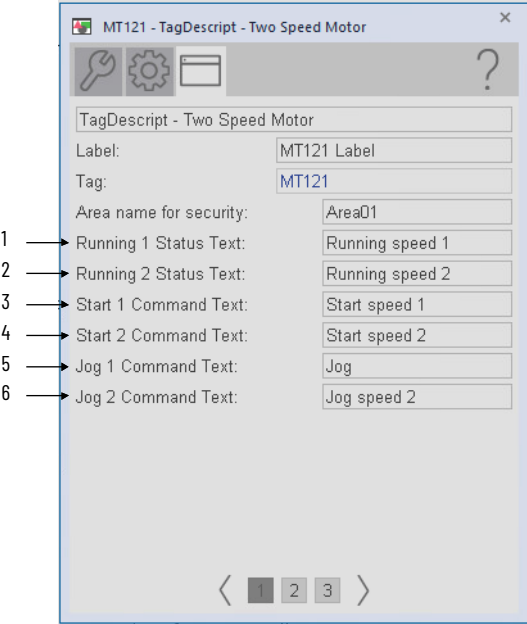 MT121 - TagDescript - Two Speed Motor
TagDescript - Two Speed Motor
Label: MT121 Label
Tag: MT121
Area name for security: Area01
1 Running 1 Status Text: Running speed 1
2 Running 2 Status Text: Running speed 2
3 Start 1 Command Text: Start speed 1
4 Start 2 Command Text: Start speed 2
5 Jog 1 Command Text: Jog
6 Jog 2 Command Text: Jog speed 2
1 2 3